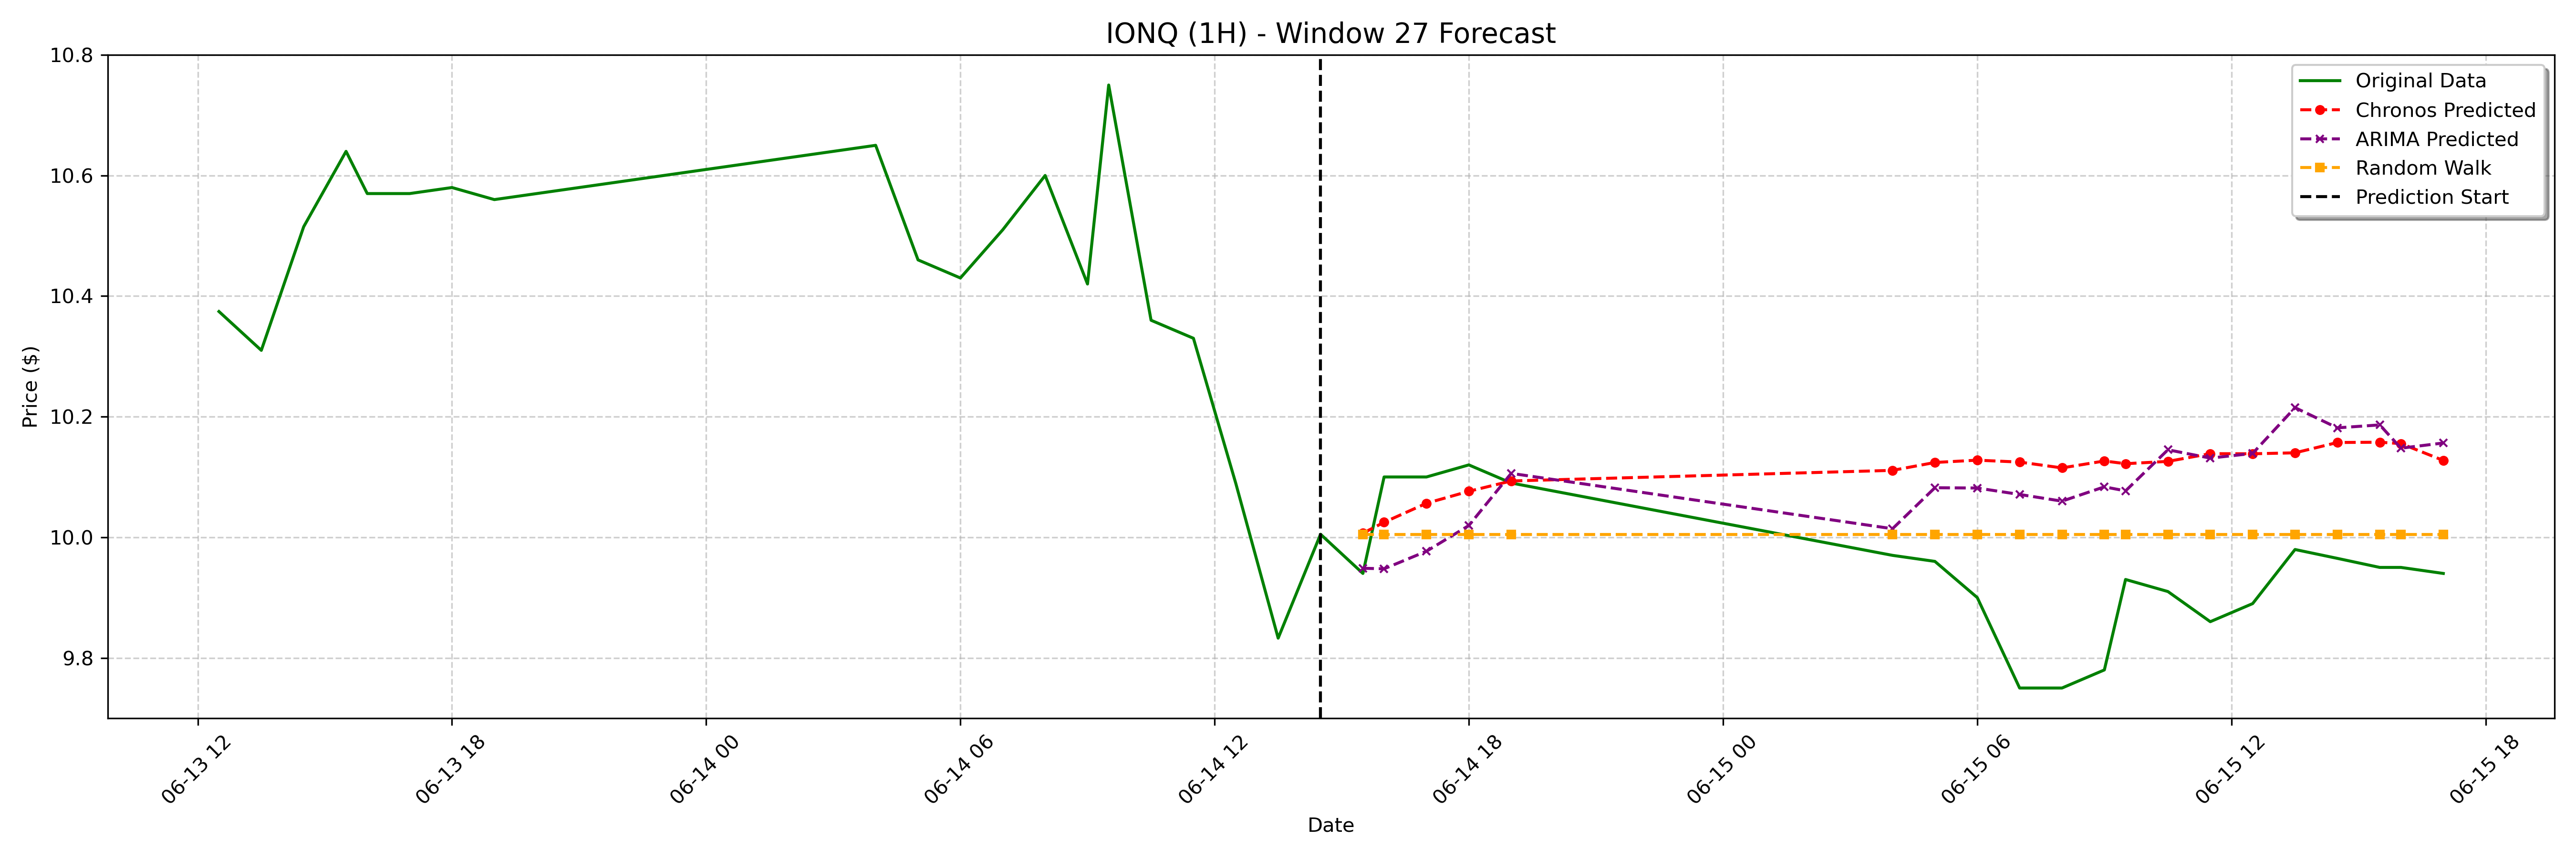 IONQ (1H) - Window 27 Forecast
Price ($)
10.8
10.6
10.4
10.2
10.0
9.8
Original Data
Chronos Predicted
ARIMA Predicted
Random Walk
Prediction Start
06-13 12
06-13 18
06-14 00
06-14 06
06-14 12
06-14 18
06-15 00
06-15 06
06-15 12
06-15 18
Date